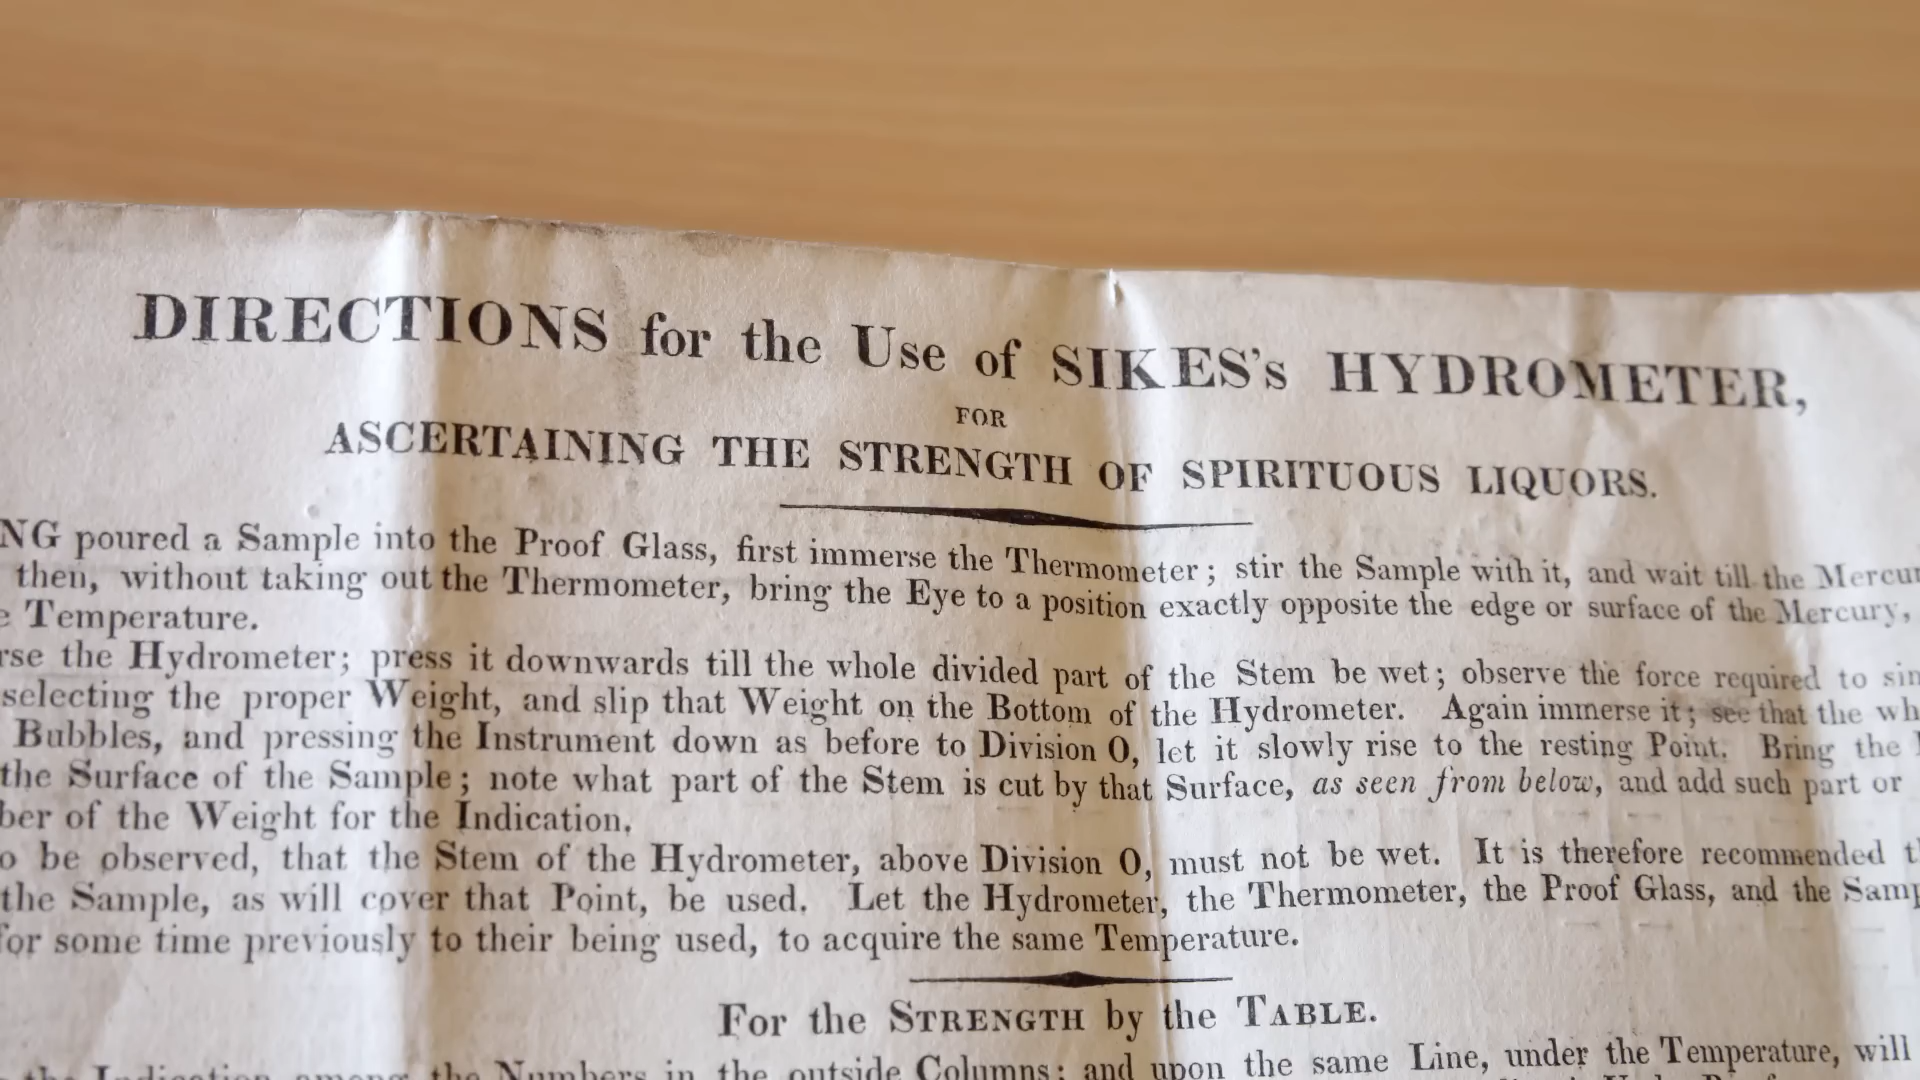 DIRECTIONS for the Use of SIKES's HYDROMETER,
FOR
ASCERTAINING THE STRENGTH OF SPIRITUOUS LIQUORS.
NG poured a Sample into the Proof Glass, first immerse the Thermometer; stir the Sample with it, and wait till the Mercur
then, without taking out the Thermometer, bring the Eye to a position exactly opposite the edge or surface of the Mercury,
e Temperature.
rse the Hydrometer; press it downwards till the whole divided part of the Stem be wet; observe the force required to sin
selecting the proper Weight, and slip that Weight on the Bottom of the Hydrometer. Again immerse it; see that the wh
Bubbles, and pressing the Instrument down as before to Division O, let it slowly rise to the resting Point. Bring the
the Surface of the Sample; note what part of the Stem is cut by that Surface, as seen from below, and add such part or
ber of the Weight for the Indication.
o be observed, that the Stem of the Hydrometer, above Division O, must not be wet. It is therefore recommended t
the Sample, as will cover that Point, be used. Let the Hydrometer, the Thermometer, the Proof Glass, and the Samp
for some time previously to their being used, to acquire the same Temperature.
For the STRENGTH by the TABLE.
the Indication among the Numbers in the outside Columns; and upon the same Line, under the Temperature, will